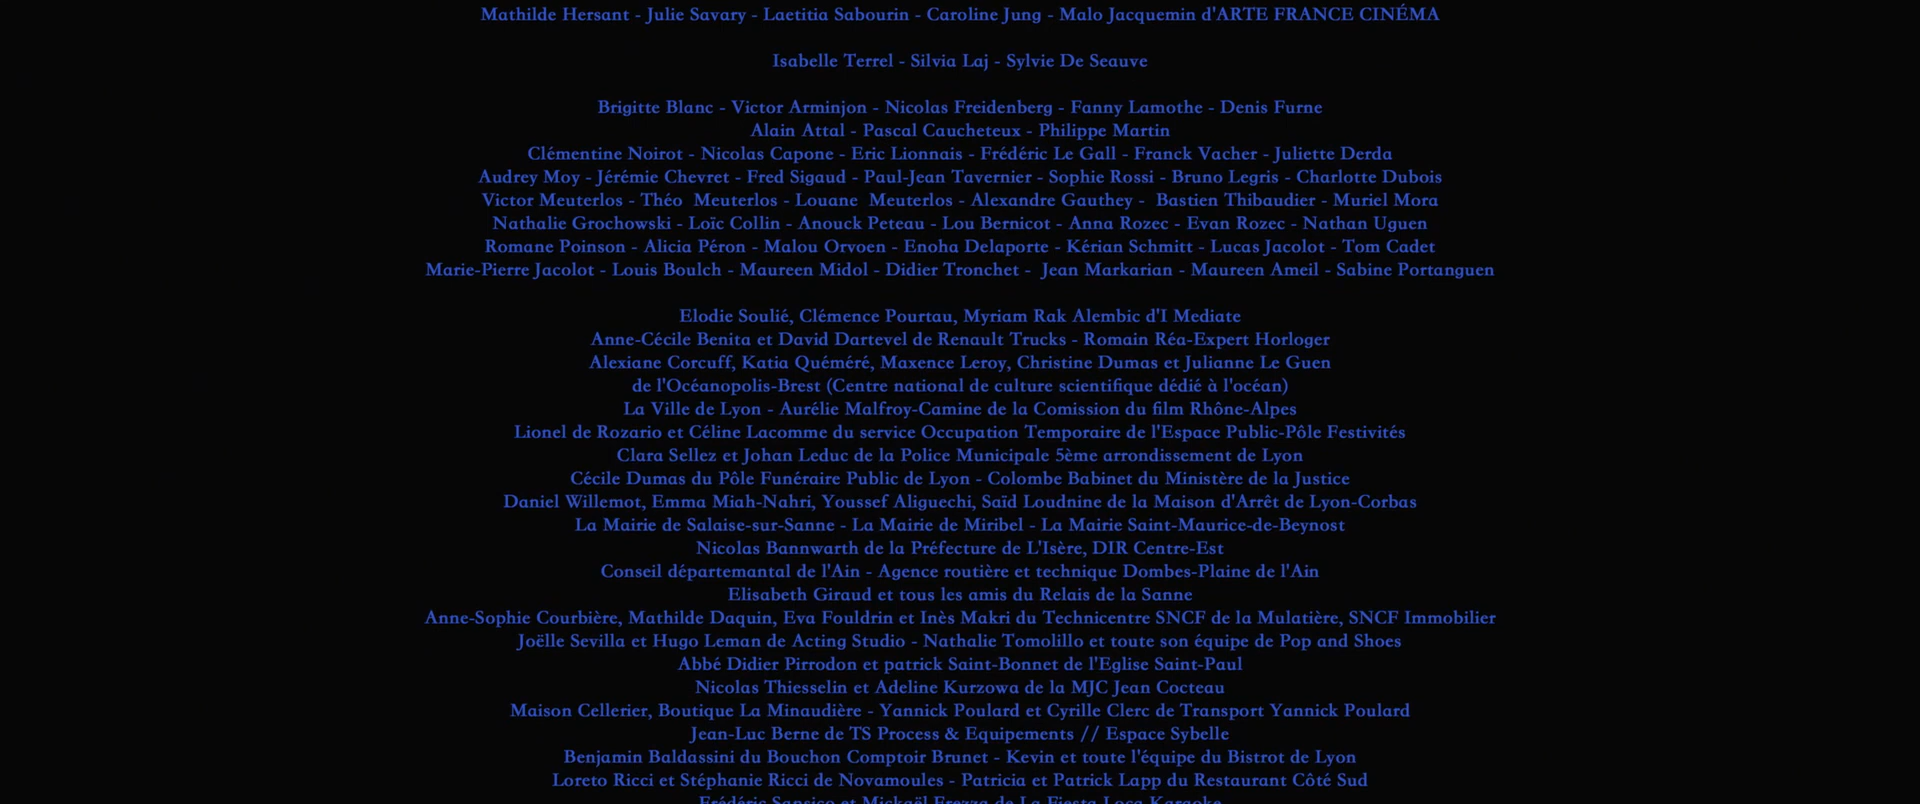 Mathilde Hersant - Julie Savary - Laetitia Sabourin - Caroline Jung - Malo Jacquemin d'ARTE FRANCE CINÉMA
Isabelle Terrel - Silvia Laj - Sylvie De Seauve
Brigitte Blanc - Victor Arminjon - Nicolas Freidenberg - Fanny Lamothe - Denis Furne
Alain Attal - Pascal Caucheteux - Philippe Martin
Clémentine Noirot - Nicolas Capone - Eric Lionnais - Frédéric Le Gall - Franck Vacher - Juliette Derda
Audrey Moy - Jérémie Chevret - Fred Sigaud - Paul-Jean Tavernier - Sophie Rossi - Bruno Legris - Charlotte Dubois
Victor Meuterlos - Théo  Meuterlos - Louane  Meuterlos - Alexandre Gauthey -  Bastien Thibaudier - Muriel Mora
Nathalie Grochowski - Loïc Collin - Anouck Peteau - Lou Bernicot - Anna Rozec - Evan Rozec - Nathan Uguen
Romane Poinson - Alicia Péron - Malou Orvoen - Enoha Delaporte - Kérian Schmitt - Lucas Jacolot - Tom Cadet
Marie-Pierre Jacolot - Louis Boulch - Maureen Midol - Didier Tronchet -  Jean Markarian - Maureen Ameil - Sabine Portanguen
Elodie Soulié, Clémence Pourtau, Myriam Rak Alembic d'I Mediate
Anne-Cécile Benita et David Dartevel de Renault Trucks - Romain Réa-Expert Horloger
Alexiane Corcuff, Katia Quéméré, Maxence Leroy, Christine Dumas et Julianne Le Guen
de l'Océanopolis-Brest (Centre national de culture scientifique dédié à l'océan)
La Ville de Lyon - Aurélie Malfroy-Camine de la Comission du film Rhône-Alpes
Lionel de Rozario et Céline Lacomme du service Occupation Temporaire de l'Espace Public-Pôle Festivités
Clara Sellez et Johan Leduc de la Police Municipale 5ème arrondissement de Lyon
Cécile Dumas du Pôle Funéraire Public de Lyon - Colombe Babinet du Ministère de la Justice
Daniel Willemot, Emma Miah-Nahri, Youssef Aliguechi, Saïd Loudnine de la Maison d'Arrêt de Lyon-Corbas
La Mairie de Salaise-sur-Sanne - La Mairie de Miribel - La Mairie Saint-Maurice-de-Beynost
Nicolas Bannwarth de la Préfecture de L'Isère, DIR Centre-Est
Conseil départemantal de l'Ain - Agence routière et technique Dombes-Plaine de l'Ain
Elisabeth Giraud et tous les amis du Relais de la Sanne
Anne-Sophie Courbière, Mathilde Daquin, Eva Fouldrin et Inès Makri du Technicentre SNCF de la Mulatière, SNCF Immobilier
Joëlle Sevilla et Hugo Leman de Acting Studio - Nathalie Tomolillo et toute son équipe de Pop and Shoes
Abbé Didier Pirrodon et patrick Saint-Bonnet de l'Eglise Saint-Paul
Nicolas Thiesselin et Adeline Kurzowa de la MJC Jean Cocteau
Maison Cellerier, Boutique La Minaudière - Yannick Poulard et Cyrille Clerc de Transport Yannick Poulard
Jean-Luc Berne de TS Process & Equipements // Espace Sybelle
Benjamin Baldassini du Bouchon Comptoir Brunet - Kevin et toute l'équipe du Bistrot de Lyon
Loreto Ricci et Stéphanie Ricci de Novamoules - Patricia et Patrick Lapp du Restaurant Côté Sud
Frédéric Sansico et Mickaël Frezza de La Fiesta Loca Karaoke